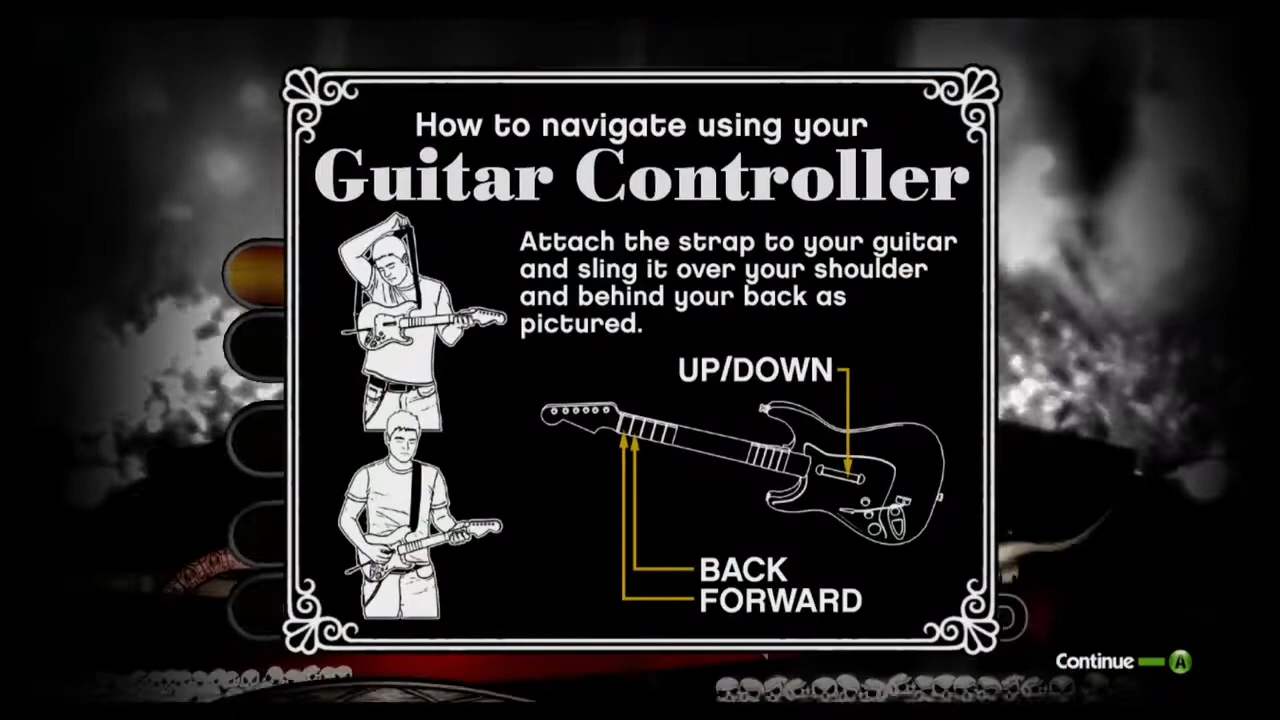 How to navigate using your
Guitar Controller
Attach the strap to your guitar
and sling it over your shoulder
and behind your back as
pictured.
UP/DOWN
BACK
FORWARD
Continue A